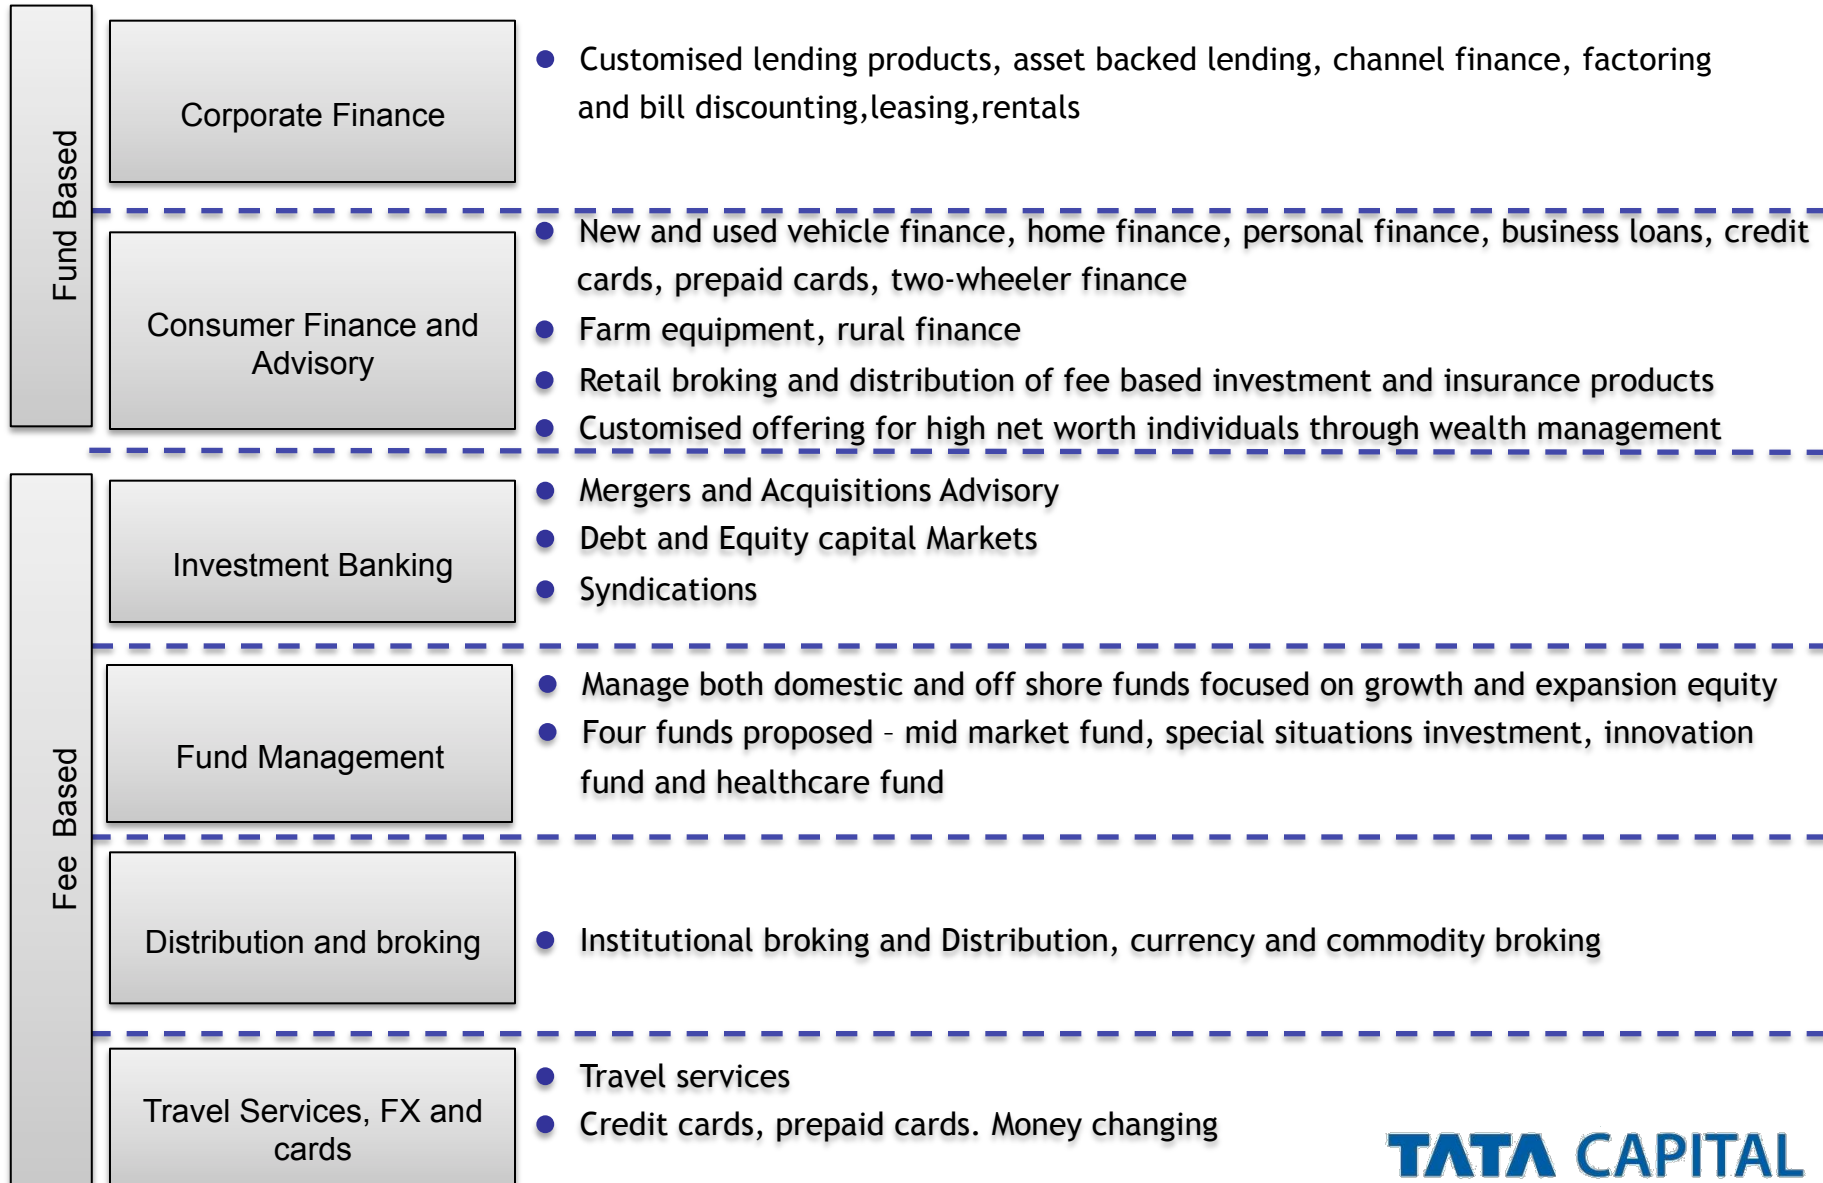 Fund Based
Corporate Finance
Customised lending products, asset backed lending, channel finance, factoring
and bill discounting,leasing,rentals
Consumer Finance and
Advisory
New and used vehicle finance, home finance, personal finance, business loans, credit
cards, prepaid cards, two-wheeler finance
Farm equipment, rural finance
Retail broking and distribution of fee based investment and insurance products
Customised offering for high net worth individuals through wealth management
Fee Based
Investment Banking
Mergers and Acquisitions Advisory
Debt and Equity capital Markets
Syndications
Fund Management
Manage both domestic and off shore funds focused on growth and expansion equity
Four funds proposed – mid market fund, special situations investment, innovation
fund and healthcare fund
Distribution and broking
Institutional broking and Distribution, currency and commodity broking
Travel Services, FX and
cards
Travel services
Credit cards, prepaid cards. Money changing
TATA CAPITAL